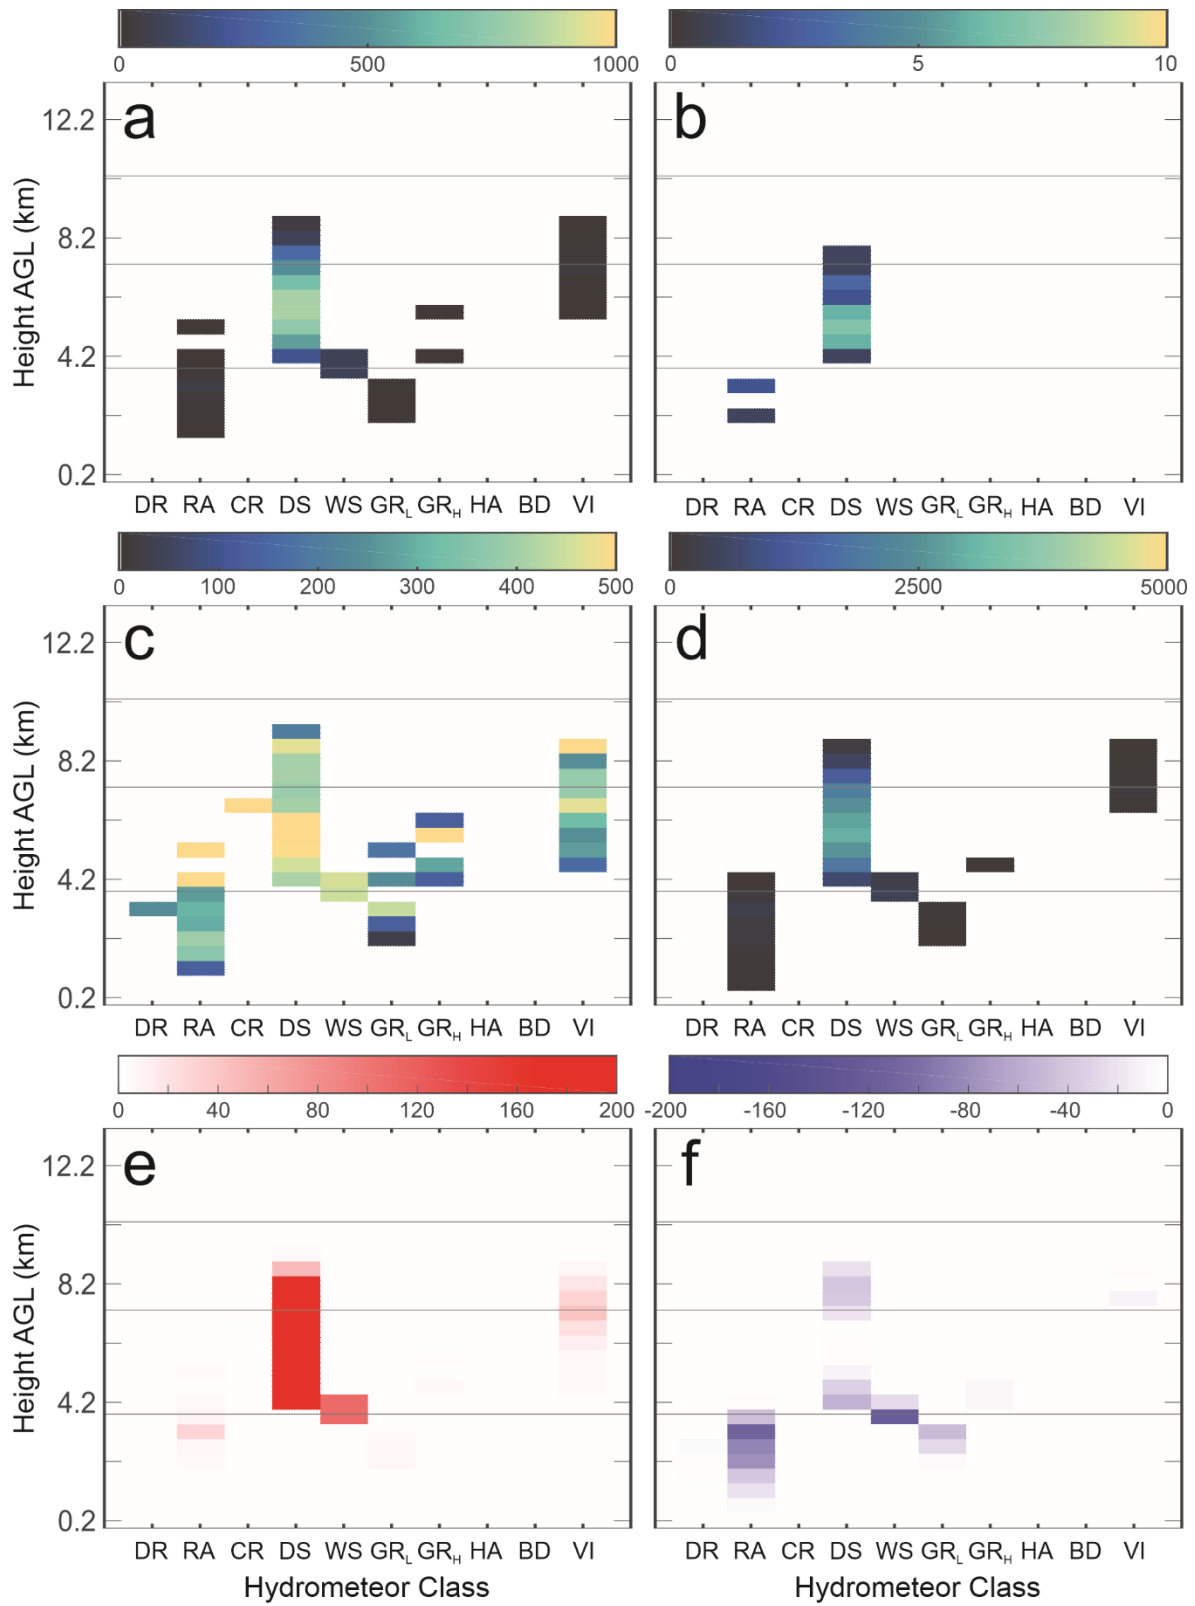 0 500 1000
0 5 10
a
b
12.2
8.2
4.2
0.2
Height AGL (km)
DR RA CR DS WS GRL GRH HA BD VI
DR RA CR DS WS GRL GRH HA BD VI
0 100 200 300 400 500
0 2500 5000
c
d
12.2
8.2
4.2
0.2
Height AGL (km)
DR RA CR DS WS GRL GRH HA BD VI
DR RA CR DS WS GRL GRH HA BD VI
0 40 80 120 160 200
-200 -160 -120 -80 -40 0
e
f
12.2
8.2
4.2
0.2
Height AGL (km)
DR RA CR DS WS GRL GRH HA BD VI
DR RA CR DS WS GRL GRH HA BD VI
Hydrometeor Class
Hydrometeor Class